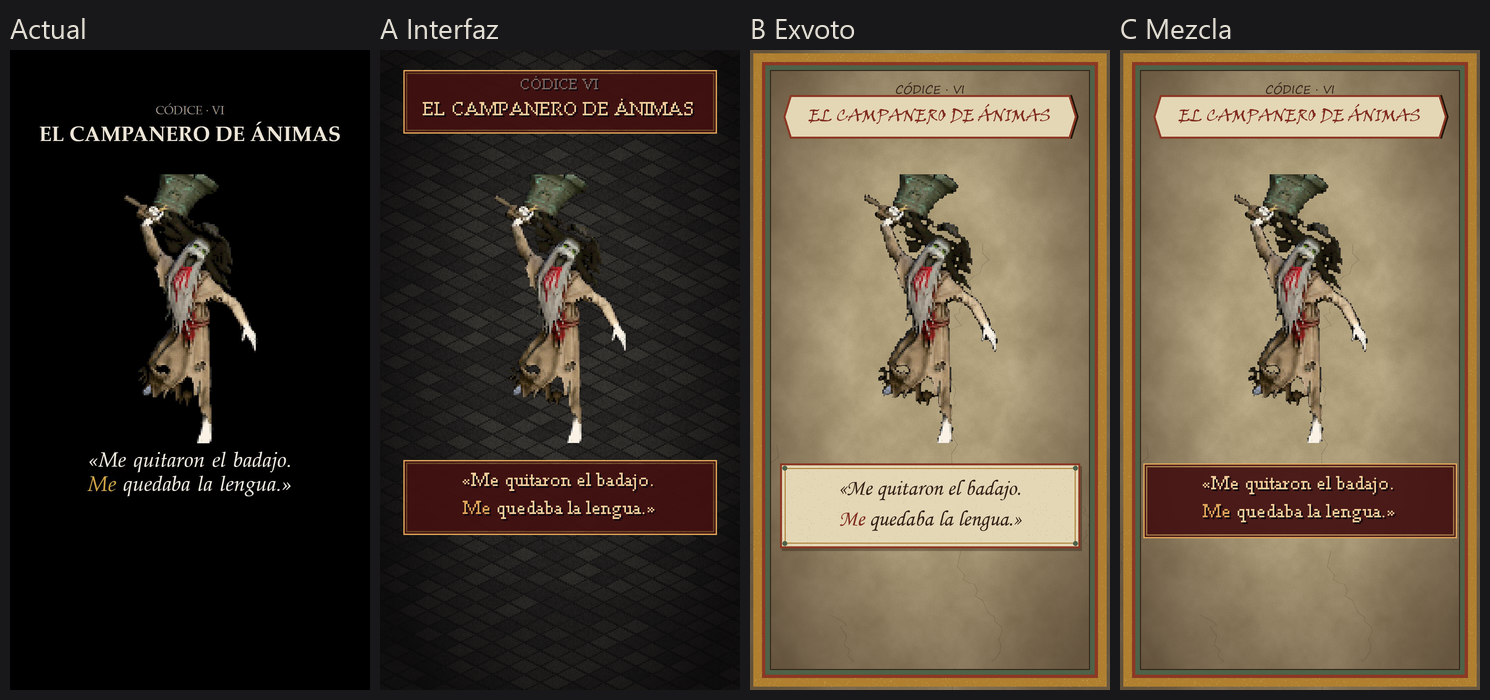 Actual
CÓDICE · VI
EL CAMPANERO DE ÁNIMAS
«Me quitaron el badajo.
Me quedaba la lengua.»
A Interfaz
CÓDICE VI
EL CAMPANERO DE ÁNIMAS
«Me quitaron el badajo.
Me quedaba la lengua.»
B Exvoto
CÓDICE · VI
EL CAMPANERO DE ÁNIMAS
«Me quitaron el badajo.
Me quedaba la lengua.»
C Mezcla
CÓDICE · VI
EL CAMPANERO DE ÁNIMAS
«Me quitaron el badajo.
Me quedaba la lengua.»